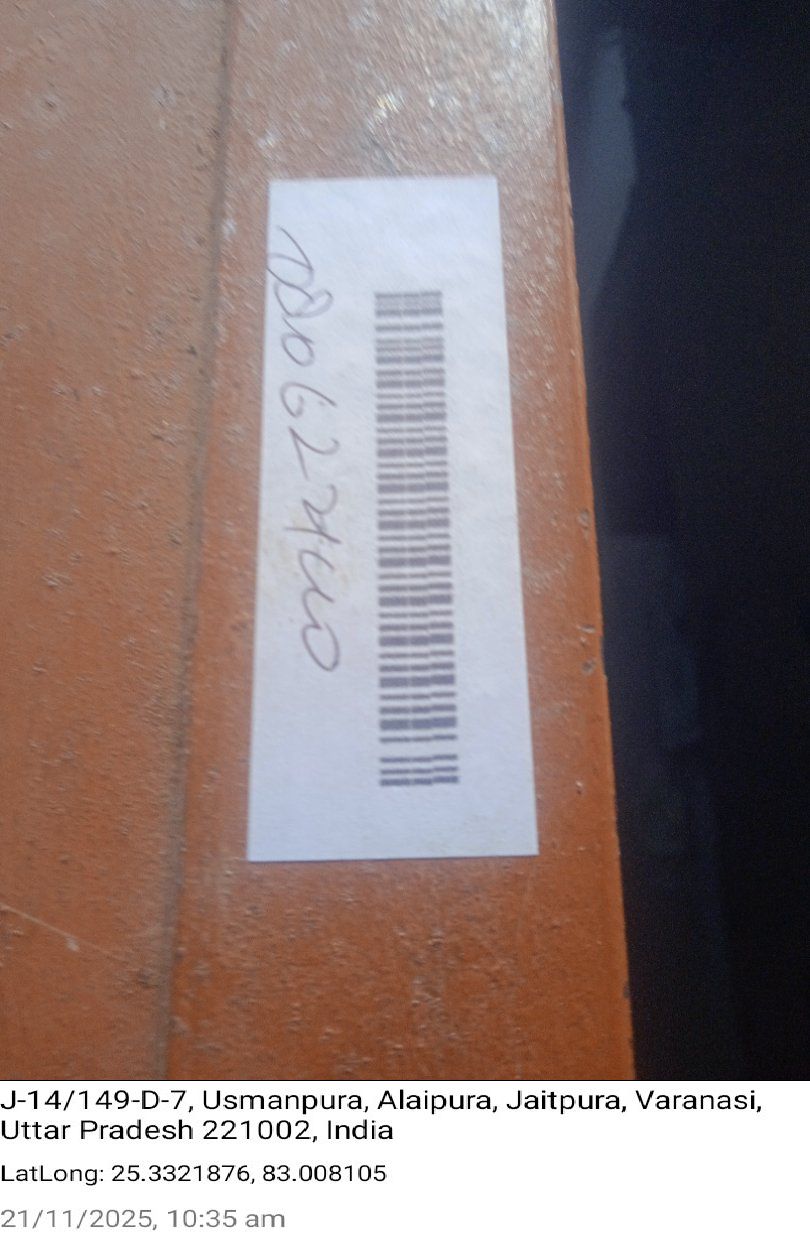 J-14/149-D-7, Usmanpura, Alaipura, Jaitpura, Varanasi,
Uttar Pradesh 221002, India
LatLong: 25.3321876, 83.008105
21/11/2025, 10:35 am